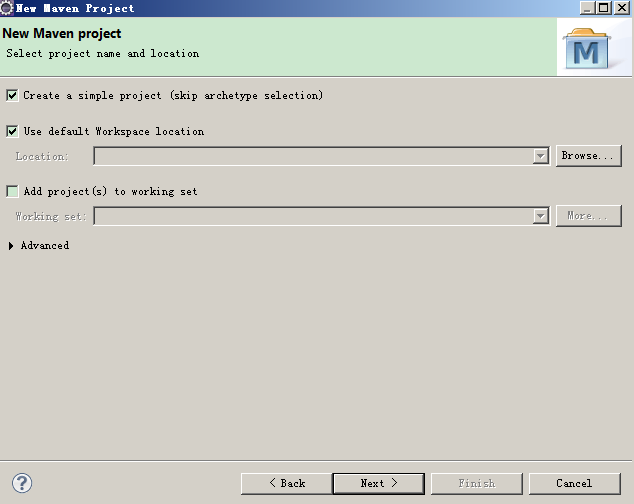 New Maven Project
New Maven project
Select project name and location
M
Create a simple project (skip archetype selection)
Use default Workspace location
Location:
Browse...
Add project(s) to working set
Working set:
More...
Advanced
?
< Back
Next >
Finish
Cancel